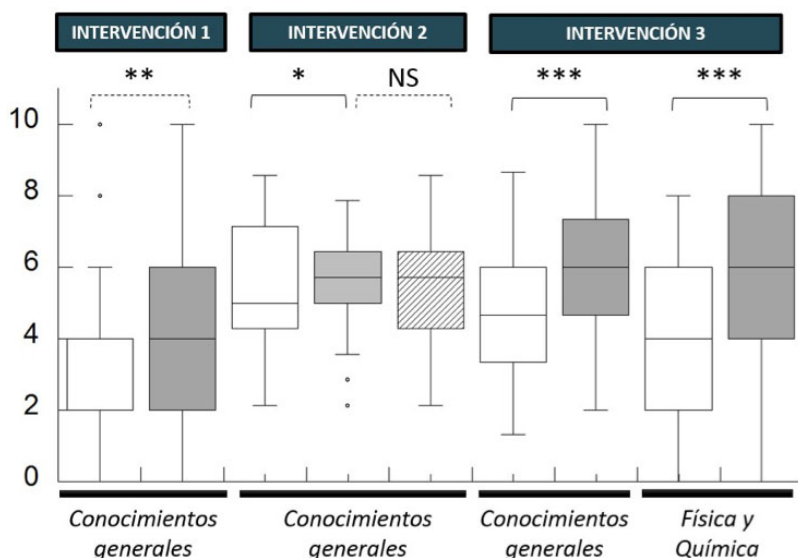 INTERVENCIÓN 1
INTERVENCIÓN 2
INTERVENCIÓN 3
**
*
NS
***
***
10
8
6
4
2
0
Conocimientos
generales
Conocimientos
generales
Conocimientos
generales
Física y
Química